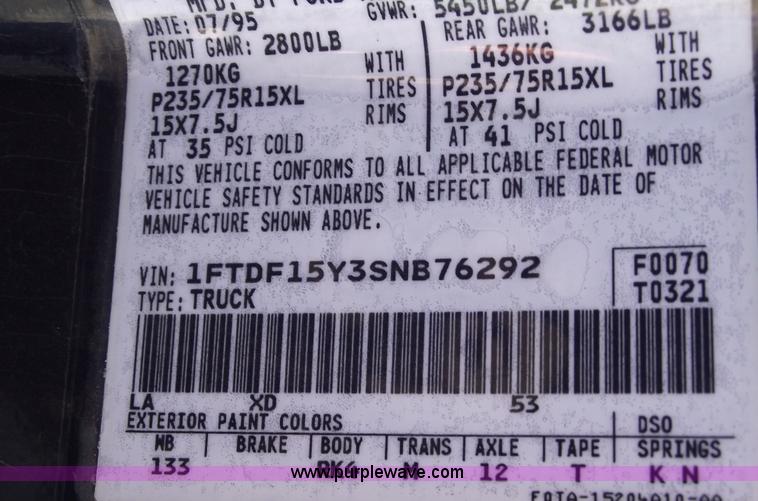 MFD. BY FORD
DATE: 07/95 GVWR: 5450LB/ 2472KG
FRONT GAWR: 2800LB REAR GAWR: 3166LB
1270KG WITH 1436KG WITH
P235/75R15XL TIRES P235/75R15XL TIRES
15X7.5J RIMS 15X7.5J RIMS
AT 35 PSI COLD AT 41 PSI COLD
THIS VEHICLE CONFORMS TO ALL APPLICABLE FEDERAL MOTOR
VEHICLE SAFETY STANDARDS IN EFFECT ON THE DATE OF
MANUFACTURE SHOWN ABOVE.
VIN: 1FTDF15Y3SNB76292 F0070
TYPE: TRUCK T0321
LA XD 53
EXTERIOR PAINT COLORS DSO
WB BRAKE BODY TRANS AXLE TAPE SPRINGS
133 M 12 T K N
www.purplewave.com